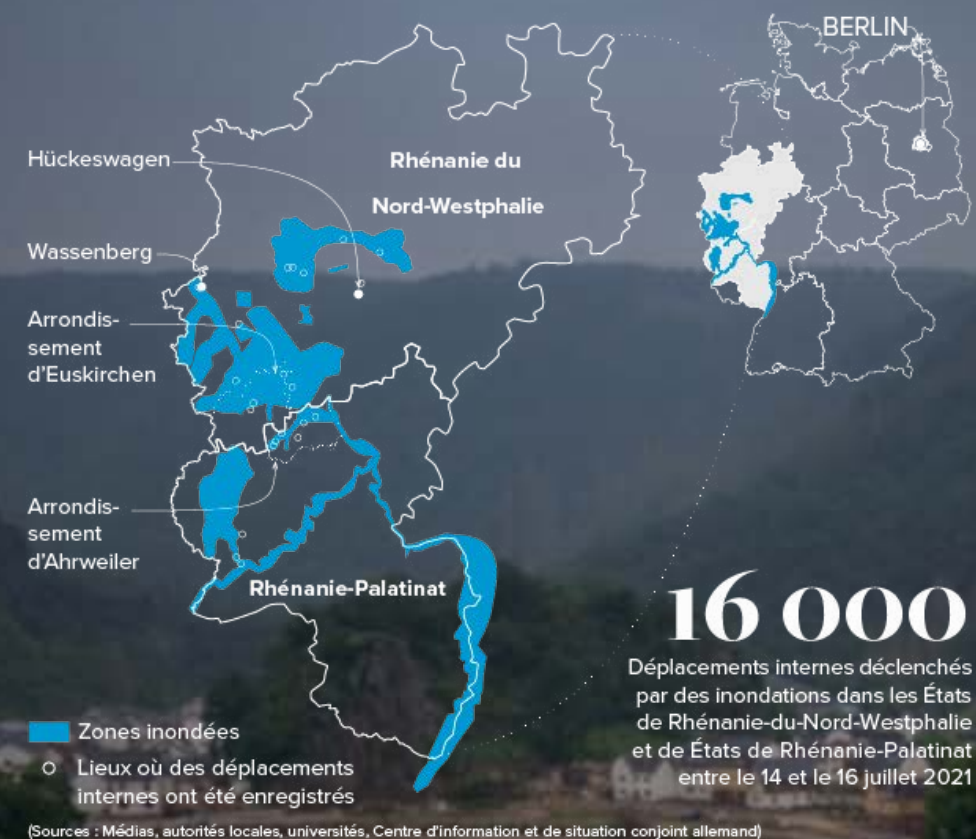 BERLIN
Hückeswagen
Rhénanie du
Nord-Westphalie
Wassenberg
Arrondis-
sement
d'Euskirchen
Arrondis-
sement
d'Ahrweiler
Rhénanie-Palatinat
16 000
Déplacements internes déclenchés
par des inondations dans les États
de Rhénanie-du-Nord-Westphalie
et de États de Rhénanie-Palatinat
entre le 14 et le 16 juillet 2021
Zones inondées
Lieux où des déplacements
internes ont été enregistrés
(Sources : Médias, autorités locales, universités, Centre d'information et de situation conjoint allemand)